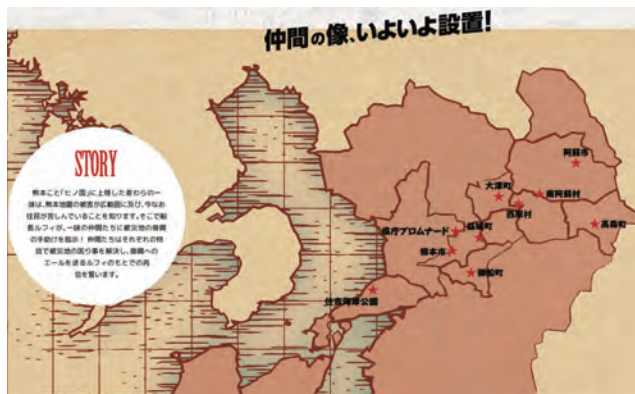 仲間の像、いよいよ設置!
STORY
熊本こと「ヒノ国」に上陸した麦わらの一
味は、熊本地震の被害が広範囲に及び、今なお
住民が苦しんでいることを知ります。そこで船
長ルフィが、一味の仲間たちに被災地の復興
の手助けを指示! 仲間たちはそれぞれの特
技で被災地の困り事を解決し、復興への
エールを送るルフィのもとでの再
会を誓います。
阿蘇市
大津町
南阿蘇村
西原村
高森町
県庁プロムナード
益城町
熊本市
御船町
住吉海岸公園